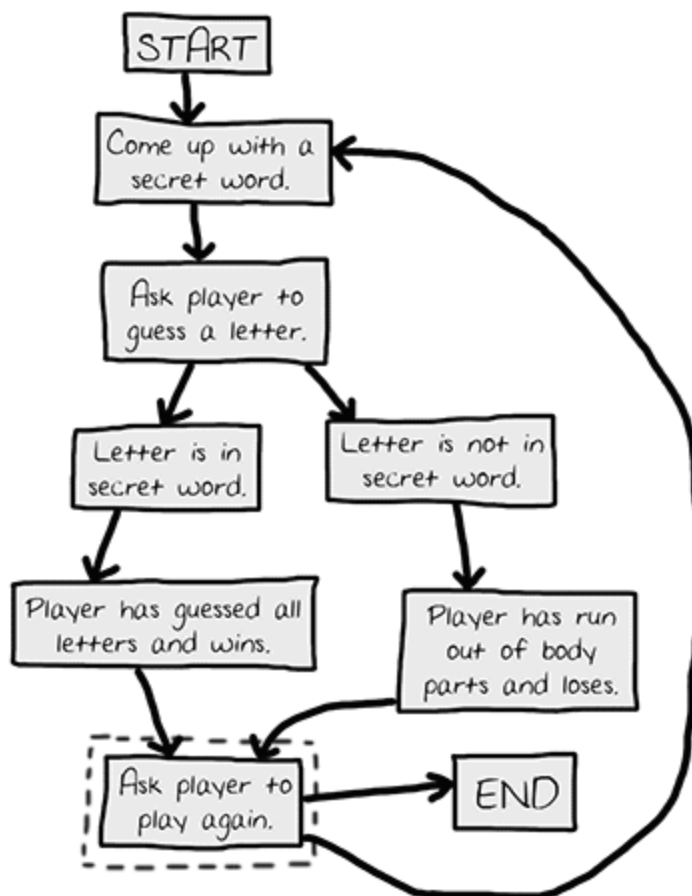 START
Come up with a
secret word.
Ask player to
guess a letter.
Letter is in
secret word.
Letter is not in
secret word.
Player has guessed all
letters and wins.
Player has run
out of body
parts and loses.
Ask player to
play again.
END